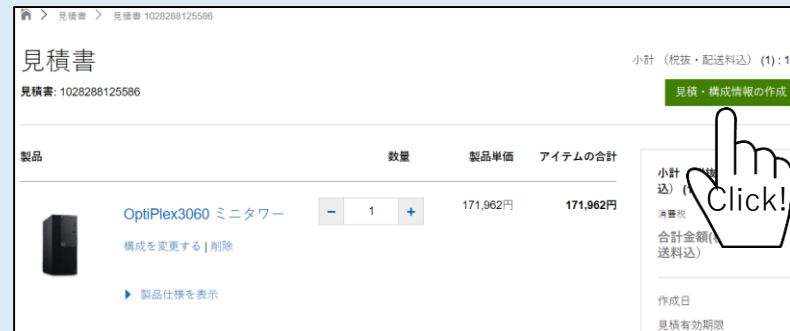 見積書 見積書 1028288125586
見積書
小計 （税抜・配送料込） (1) : 1
見積書: 1028288125586
見積・構成情報の作成
製品 数量 製品単価 アイテムの合計
OptiPlex3060 ミニタワー
1
171,962円 171,962円
構成を変更する | 削除
製品仕様を表示
小計
込）
Click!
消費税
合計金額(
送料込）
作成日
見積有効期限